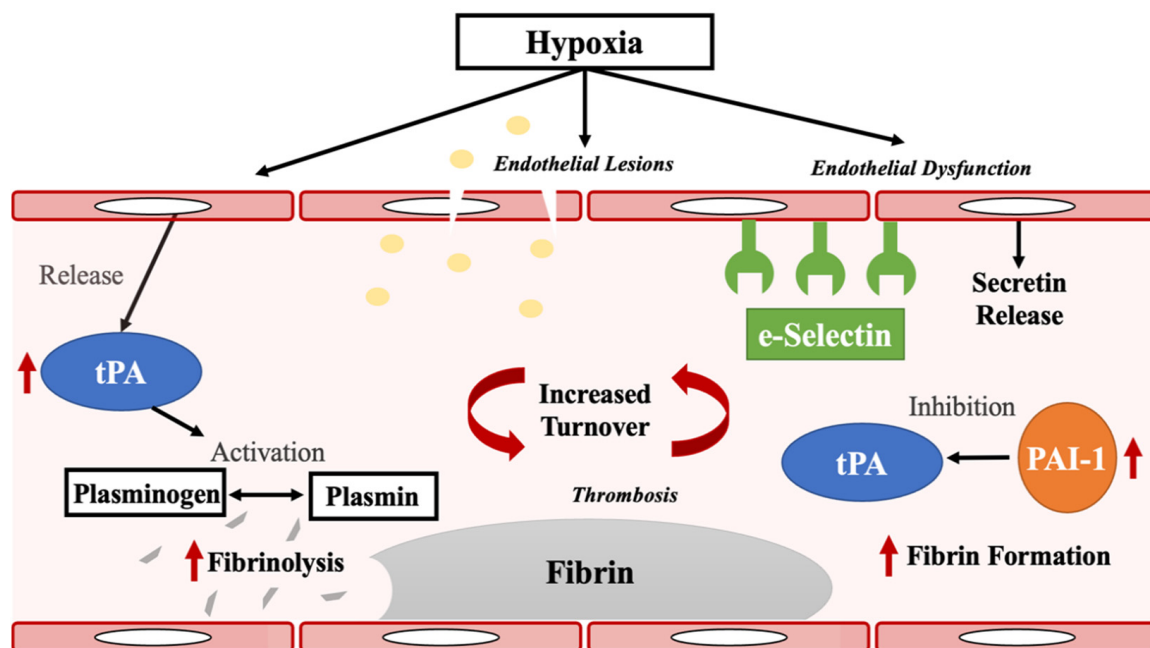 Hypoxia
Endothelial Lesions
Endothelial Dysfunction
Release
Secretin
Release
e-Selectin
tPA
Increased
Turnover
Inhibition
tPA
PAI-1
Activation
Plasminogen
Plasmin
Thrombosis
Fibrinolysis
Fibrin
Fibrin Formation